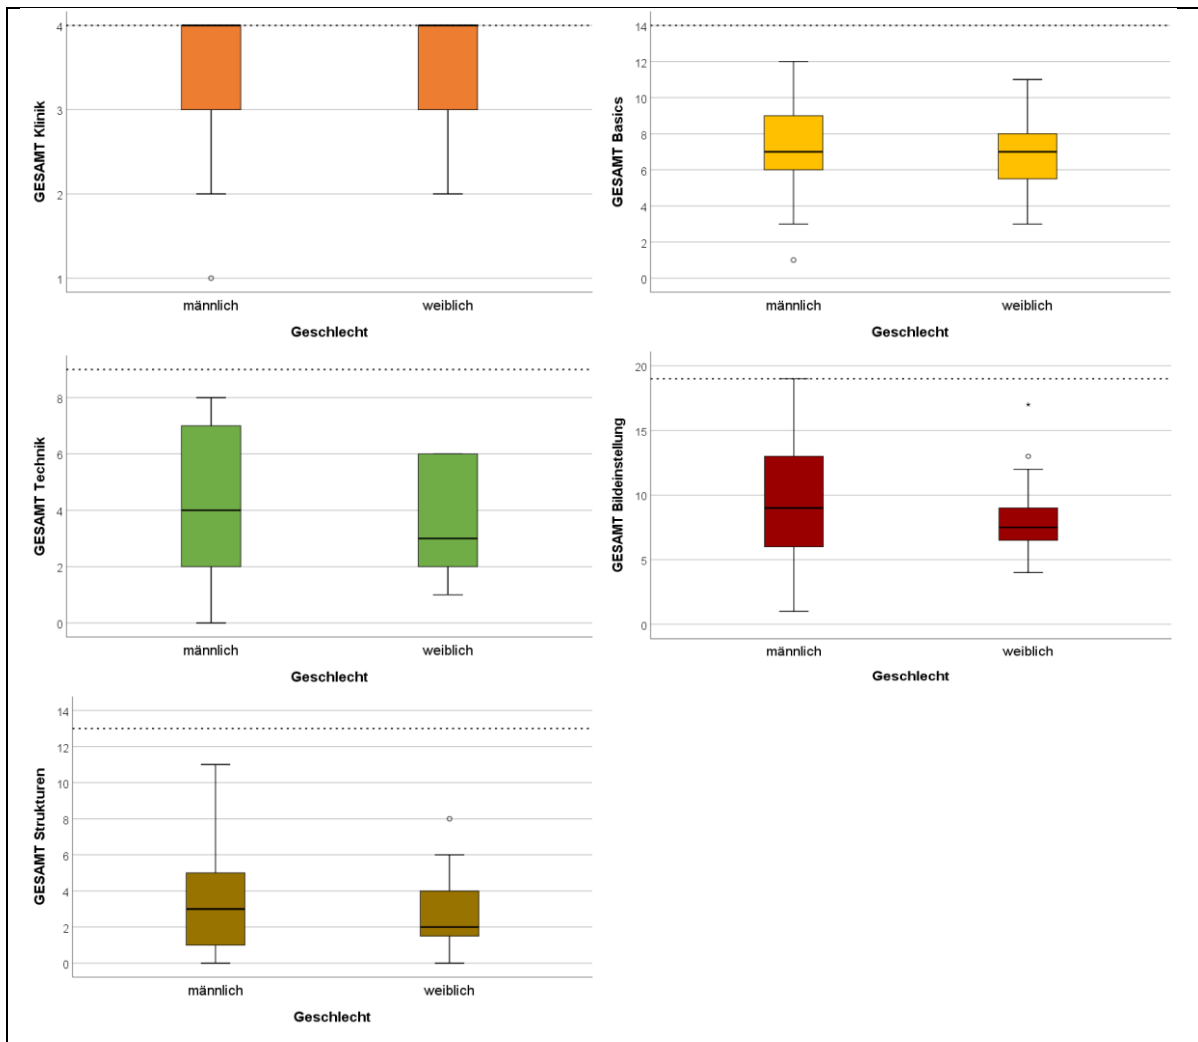 GESAMT Klinik
4
3
2
1
männlich
weiblich
Geschlecht
GESAMT Basics
14
12
10
8
6
4
2
0
männlich
weiblich
Geschlecht
GESAMT Technik
8
6
4
2
0
männlich
weiblich
Geschlecht
GESAMT Bildeinstellung
20
15
10
5
0
männlich
weiblich
Geschlecht
GESAMT Strukturen
14
12
10
8
6
4
2
0
männlich
weiblich
Geschlecht